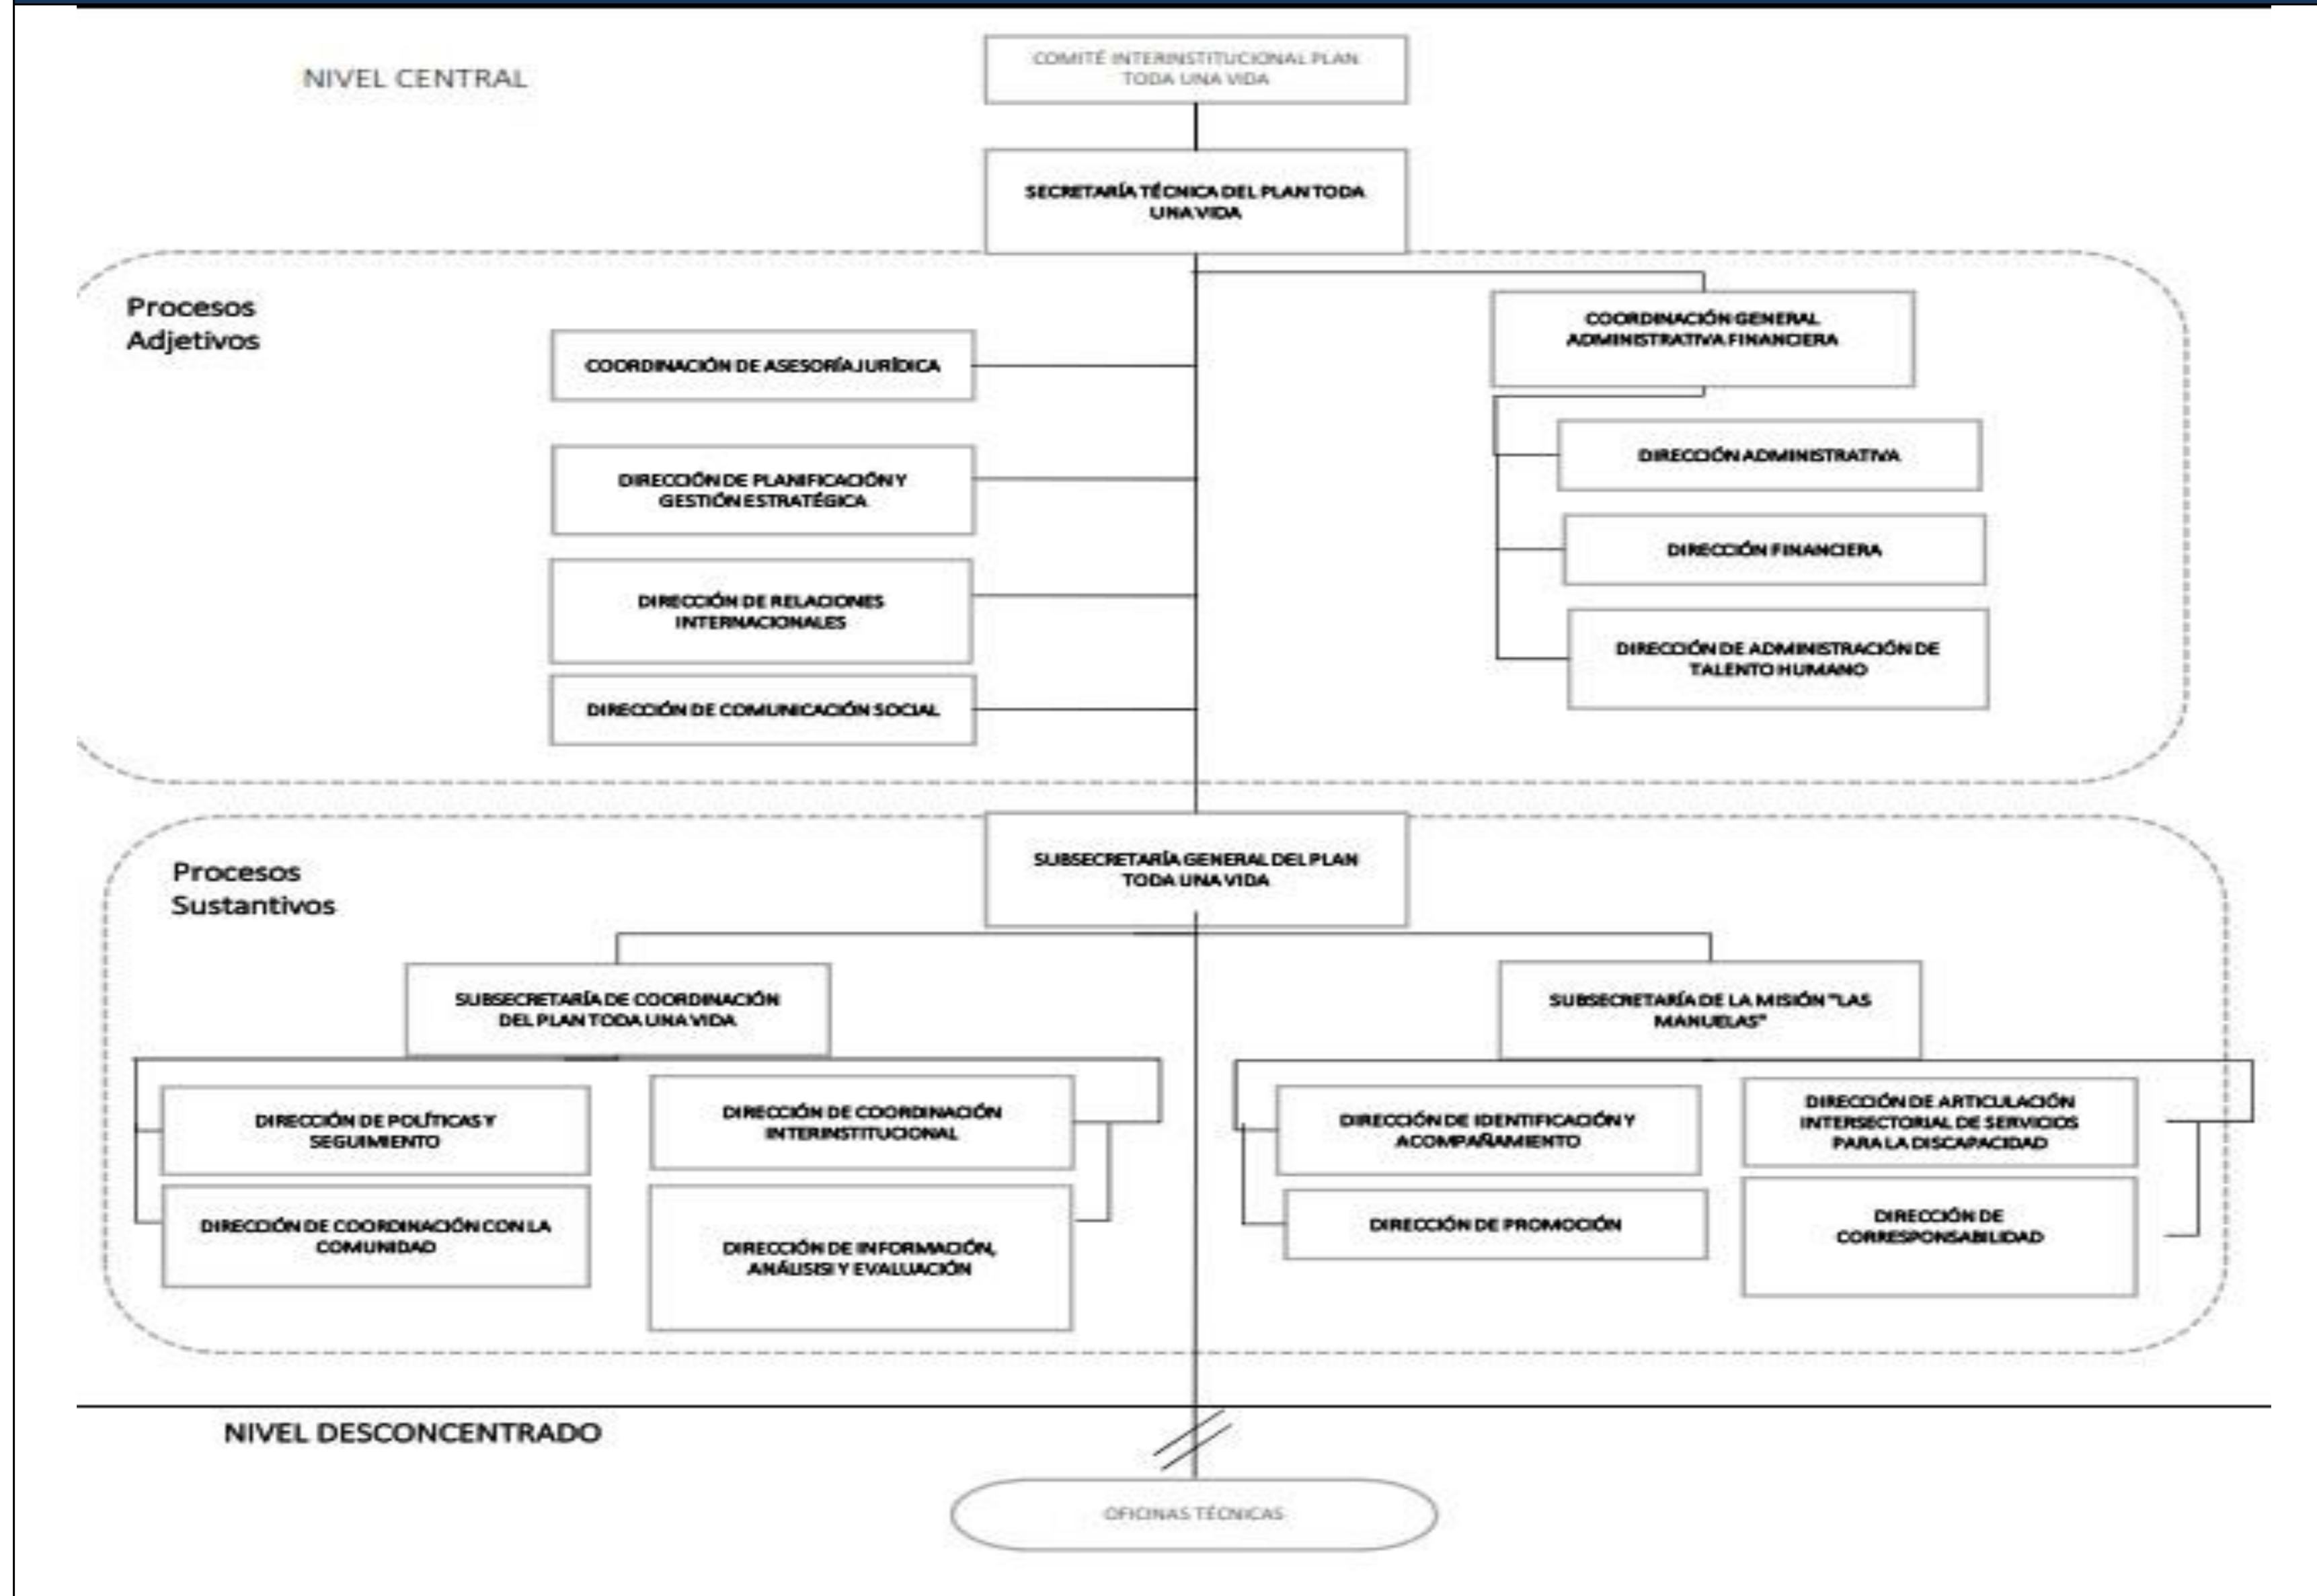 NIVEL CENTRAL
COMITÉ INTERINSTITUCIONAL PLAN
TODA UNA VIDA
SECRETARÍA TÉCNICA DEL PLAN TODA
UNA VIDA
Procesos
Adjetivos
COORDINACIÓN DE ASESORÍA JURÍDICA
DIRECCIÓN DE PLANIFICACIÓN Y
GESTIÓN ESTRATÉGICA
DIRECCIÓN DE RELACIONES
INTERNACIONALES
DIRECCIÓN DE COMUNICACIÓN SOCIAL
COORDINACIÓN GENERAL
ADMINISTRATIVA FINANCIERA
DIRECCIÓN ADMINISTRATIVA
DIRECCIÓN FINANCIERA
DIRECCIÓN DE ADMINISTRACIÓN DE
TALENTO HUMANO
Procesos
Sustantivos
SUBSECRETARÍA GENERAL DEL PLAN
TODA UNA VIDA
SUBSECRETARÍA DE COORDINACIÓN
DEL PLAN TODA UNA VIDA
DIRECCIÓN DE POLÍTICAS Y
SEGUIMIENTO
DIRECCIÓN DE COORDINACIÓN
INTERINSTITUCIONAL
DIRECCIÓN DE COORDINACIÓN CON LA
COMUNIDAD
DIRECCIÓN DE INFORMACIÓN,
ANÁLISISI Y EVALUACIÓN
SUBSECRETARÍA DE LA MISIÓN "LAS
MANUELAS"
DIRECCIÓN DE IDENTIFICACIÓN Y
ACOMPAÑAMIENTO
DIRECCIÓN DE ARTICULACIÓN
INTERSECTORIAL DE SERVICIOS
PARA LA DISCAPACIDAD
DIRECCIÓN DE PROMOCIÓN
DIRECCIÓN DE
CORRESPONSABILIDAD
NIVEL DESCONCENTRADO
OFICINAS TÉCNICAS